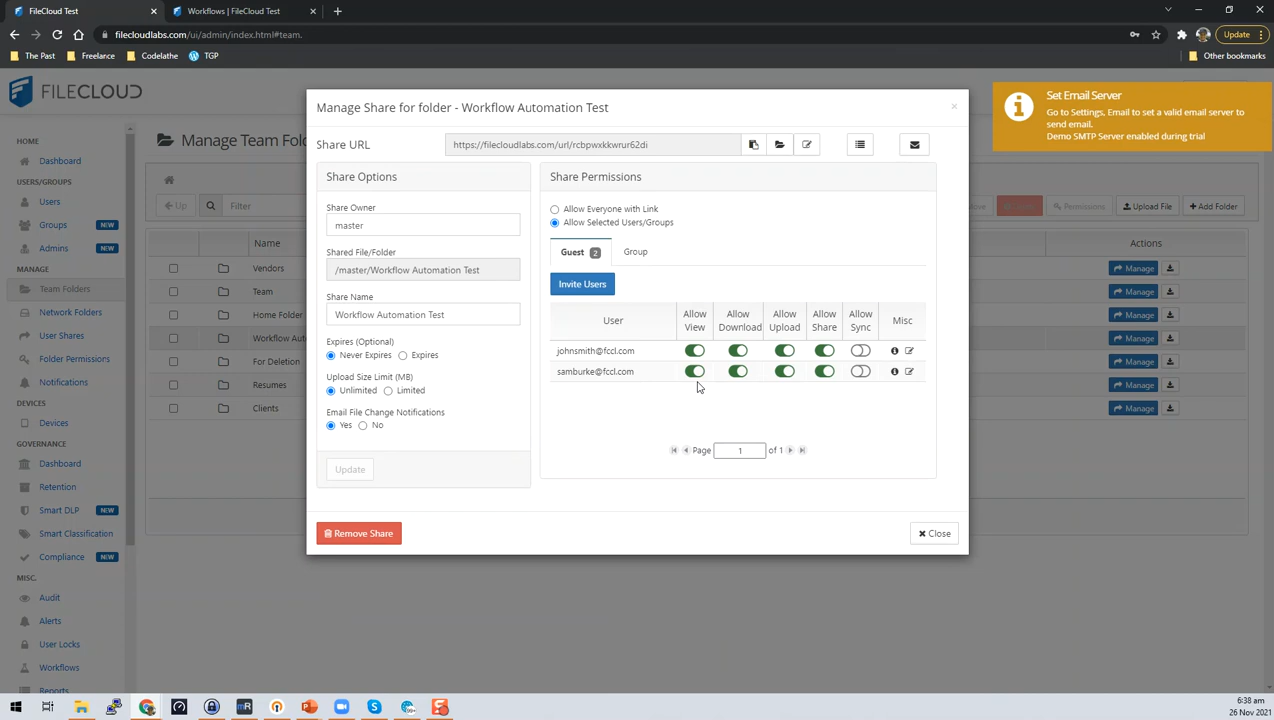 FileCloud Test
Workflows | FileCloud Test
filecloudlabs.com/ui/admin/index.html#team.
Update
The Past
Freelance
Codelathe
TGP
Other bookmarks
FILECLOUD
Set Email Server
Go to Settings, Email to set a valid email server to
send email.
Demo SMTP Server enabled during trial
HOME
Dashboard
USERS/GROUPS
Users
Groups NEW
Admins NEW
MANAGE
Team Folders
Network Folders
User Shares
Folder Permissions
Notifications
DEVICES
Devices
GOVERNANCE
Dashboard
Retention
Smart DLP NEW
Smart Classification
Compliance NEW
MISC.
Audit
Alerts
User Locks
Workflows
Reports
Manage Team Fol
Up
Filter
Permissions
Upload File
Add Folder
Name
Actions
Vendors
Manage
Team
Manage
Home Folder
Manage
Workflow Aut
Manage
For Deletion
Manage
Resumes
Manage
Clients
Manage
Manage Share for folder - Workflow Automation Test
×
Share URL
https://filecloudlabs.com/url/rcbpwxkkwrur62di
Share Options
Share Owner
master
Shared File/Folder
/master/Workflow Automation Test
Share Name
Workflow Automation Test
Expires (Optional)
Never Expires Expires
Upload Size Limit (MB)
Unlimited Limited
Email File Change Notifications
Yes No
Update
Share Permissions
Allow Everyone with Link
Allow Selected Users/Groups
Guest 2
Group
Invite Users
User
Allow View
Allow Download
Allow Upload
Allow Share
Allow Sync
Misc
johnsmith@fccl.com
samburke@fccl.com
Page 1 of 1
Remove Share
Close
6:38 am
26 Nov 2021